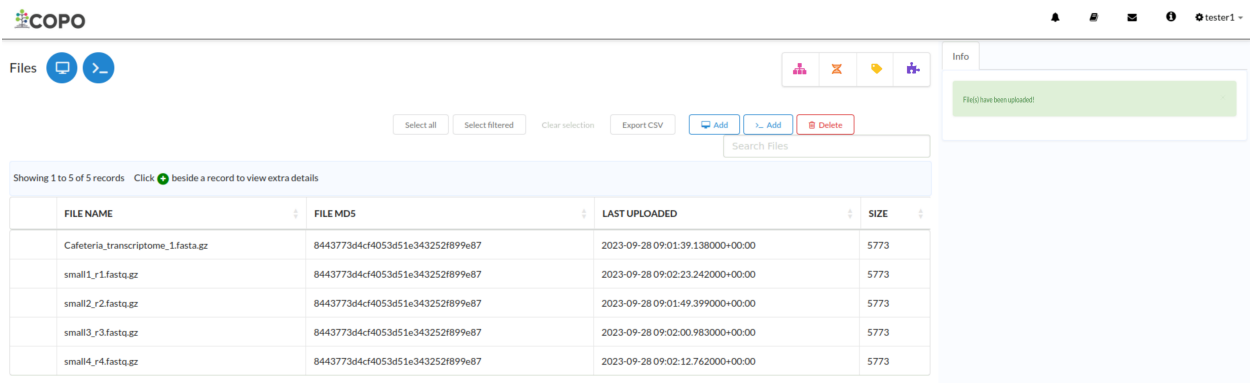 COPO
tester1
Files
Info
File(s) have been uploaded!
Select all Select filtered Clear selection Export CSV Add >_ Add Delete
Search Files
Showing 1 to 5 of 5 records Click beside a record to view extra details
FILE NAME FILE MD5 LAST UPLOADED SIZE
Cafeteria_transcriptome_1.fasta.gz 8443773d4cf4053d51e343252f899e87 2023-09-28 09:01:39.138000+00:00 5773
small1_r1.fastq.gz 8443773d4cf4053d51e343252f899e87 2023-09-28 09:02:23.242000+00:00 5773
small2_r2.fastq.gz 8443773d4cf4053d51e343252f899e87 2023-09-28 09:01:49.399000+00:00 5773
small3_r3.fastq.gz 8443773d4cf4053d51e343252f899e87 2023-09-28 09:02:00.983000+00:00 5773
small4_r4.fastq.gz 8443773d4cf4053d51e343252f899e87 2023-09-28 09:02:12.762000+00:00 5773